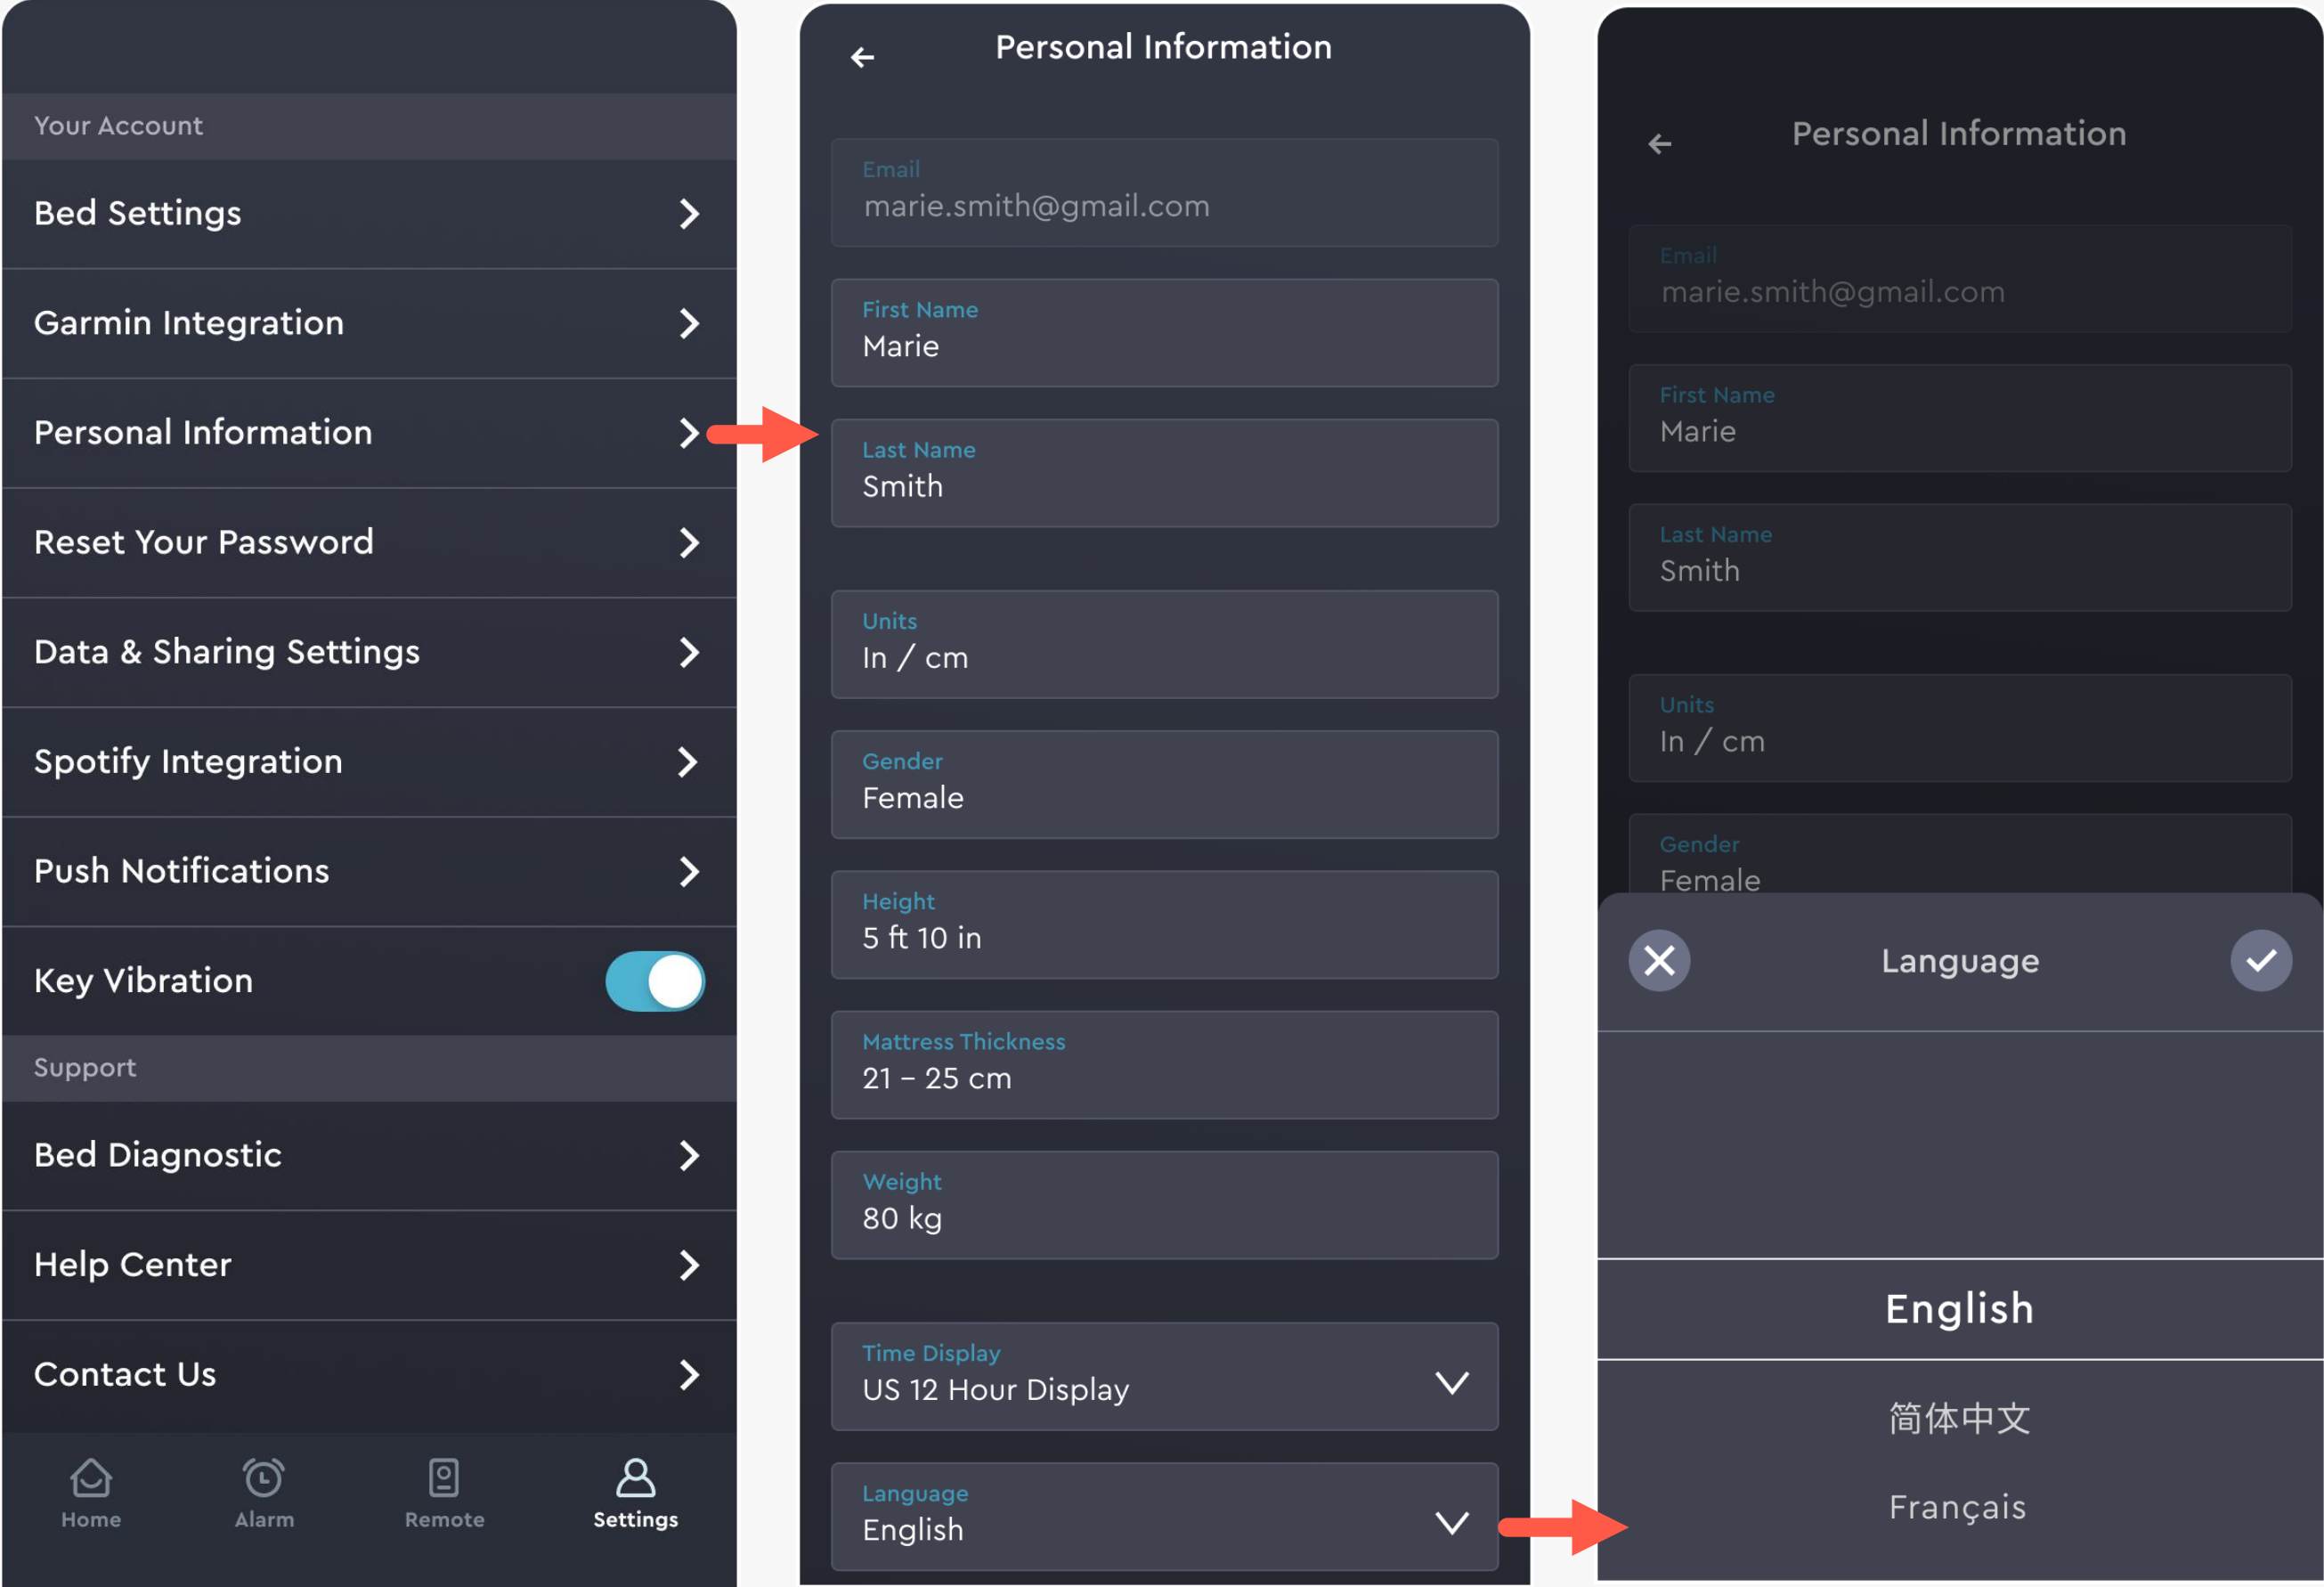 Your Account
Bed Settings
Garmin Integration
Personal Information
Reset Your Password
Data & Sharing Settings
Spotify Integration
Push Notifications
Key Vibration
Support
Bed Diagnostic
Help Center
Contact Us
Home
Alarm
Remote
Settings
Personal Information
Email
marie.smith@gmail.com
First Name
Marie
Last Name
Smith
Units
In / cm
Gender
Female
Height
5 ft 10 in
Mattress Thickness
21 – 25 cm
Weight
80 kg
Time Display
US 12 Hour Display
Language
English
Personal Information
Email
marie.smith@gmail.com
First Name
Marie
Last Name
Smith
Units
In / cm
Gender
Female
Language
English
简体中文
Français